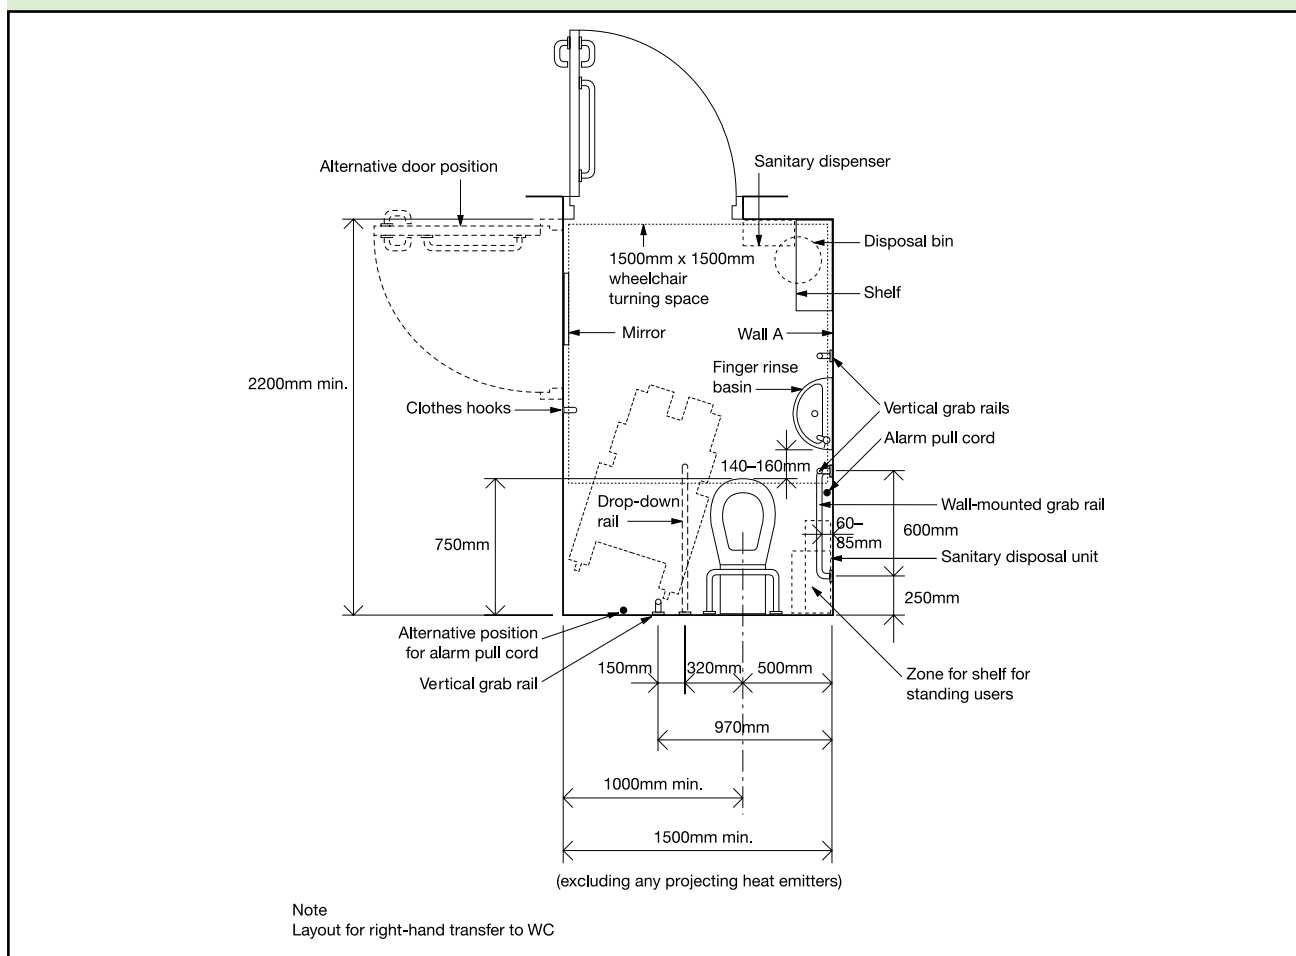 Alternative door position
Sanitary dispenser
Disposal bin
1500mm x 1500mm
wheelchair
turning space
Shelf
Mirror
Wall A
Finger rinse
basin
2200mm min.
Clothes hooks
Vertical grab rails
Alarm pull cord
140–160mm
Drop-down
rail
Wall-mounted grab rail
60–
85mm
600mm
750mm
Sanitary disposal unit
250mm
Alternative position
for alarm pull cord
Vertical grab rail
150mm
320mm
500mm
Zone for shelf for
standing users
970mm
1000mm min.
1500mm min.
(excluding any projecting heat emitters)
Note
Layout for right-hand transfer to WC